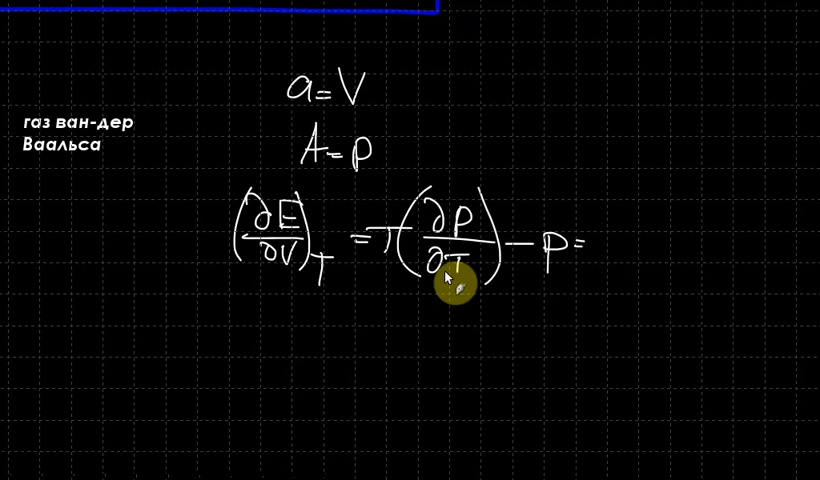 a = V
газ ван-дер
Ваальса
A = p
(∂E/∂V)_T = T(∂p/∂T) − p =